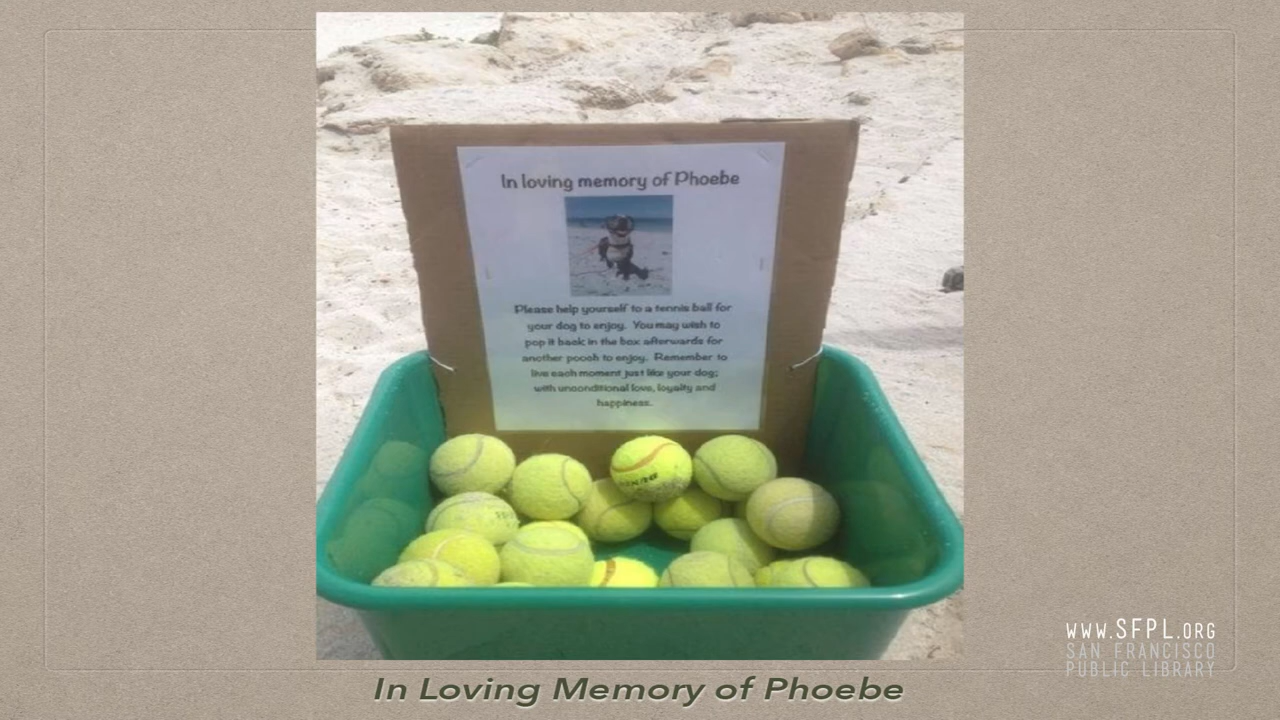 In loving memory of Phoebe
Please help yourself to a tennis ball for
your dog to enjoy. You may wish to
pop it back in the box afterwards for
another pooch to enjoy. Remember to
live each moment just like your dog;
with unconditional love, loyalty and
happiness.
www.SFPL.ORG
SAN FRANCISCO
PUBLIC LIBRARY
In Loving Memory of Phoebe